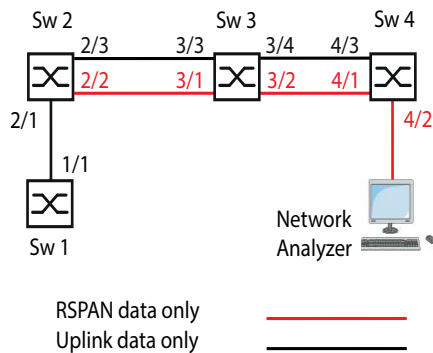 Sw 2
Sw 3
Sw 4
2/3
3/3
3/4
4/3
2/2
3/1
3/2
4/1
2/1
4/2
1/1
Sw 1
Network
Analyzer
RSPAN data only
Uplink data only